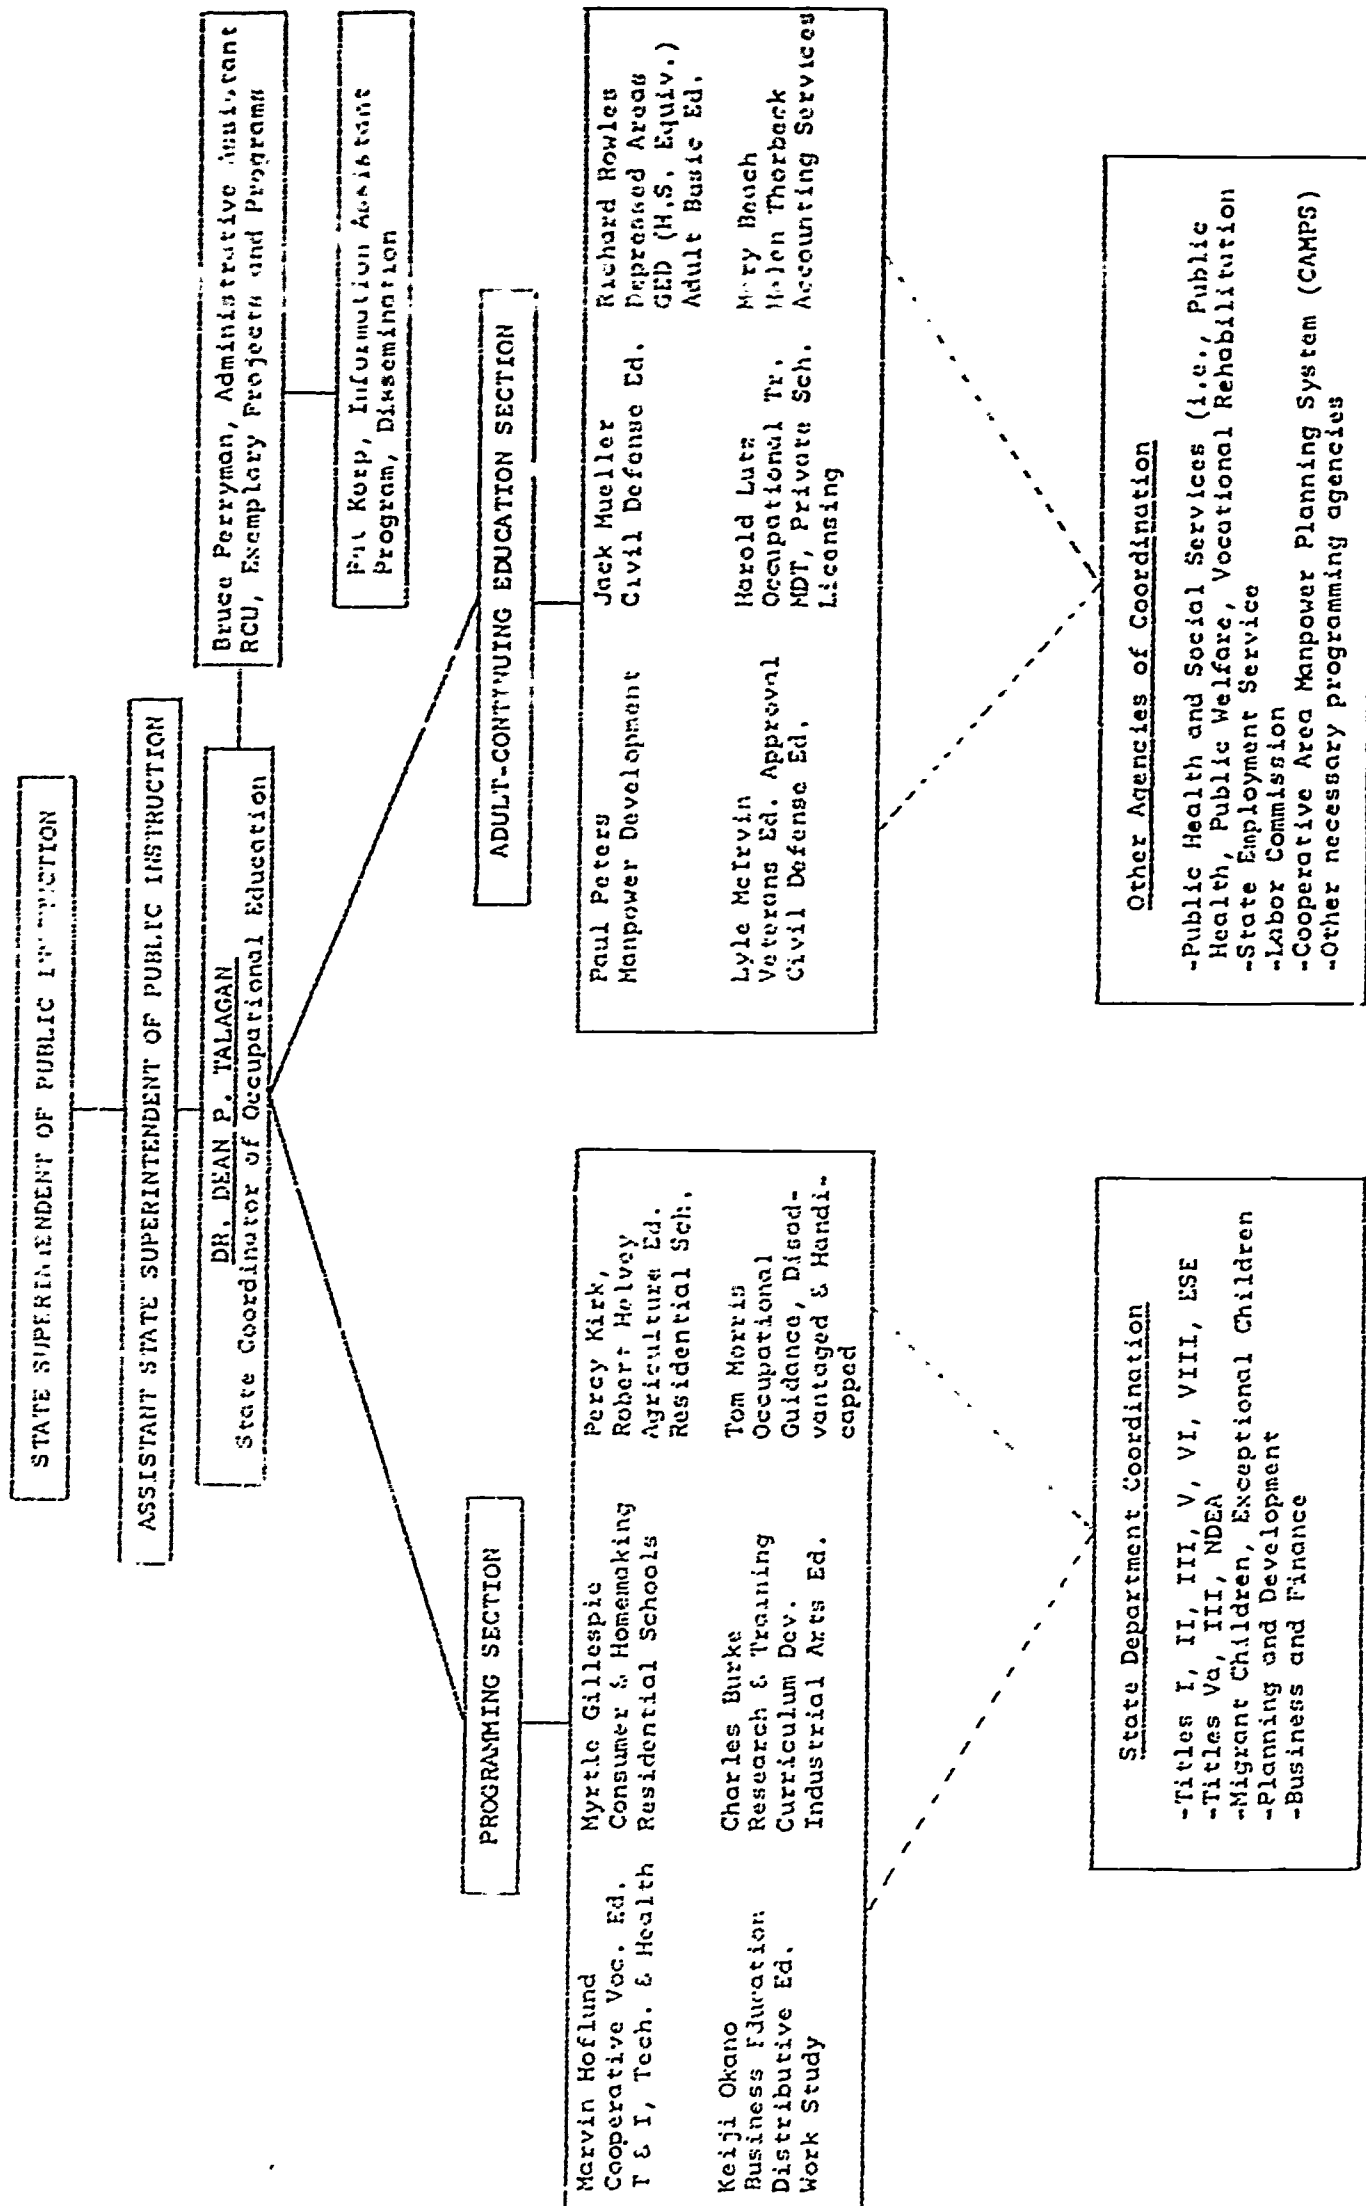 STATE SUPERINTENDENT OF PUBLIC
ASSISTANT STATE SUPERINTENDENT OF PUBLIC INSTRUCTION
DR. DEAN P. TALAGAN
State Coordinator of Occupational Education
Bruce Perryman, Administrative Assistant
RCU, Exemplary Projects and Programs
Korp, Information Assistant
Program, Dissemination
PROGRAMMING SECTION
Marvin Hoflund
Cooperative Voc. Ed.
T & I, Tech. & Health
Myrtle Gillespie
Consumer & Homemaking
Residential Schools
Percy Kirk,
Robert Helvey
Agriculture Ed.
Residential Sch.
Keiji Okano
Business Education
Distributive Ed.
Work Study
Charles Burke
Research & Training
Curriculum Dev.
Industrial Arts Ed.
Tom Morris
Occupational
Guidance, Disad-
vantaged & Handi-
capped
ADULT-CONTINUING EDUCATION SECTION
Paul Peters
Manpower Development
Jack Mueller
Civil Defense Ed.
Richard Rowles
Depressed Areas
GED (H.S. Equiv.)
Adult Basic Ed.
Lyle McIrvin
Veterans Ed. Approval
Civil Defense Ed.
Harold Lutz
Occupational Tr.
MDT, Private Sch.
Licensing
Mary
Helen Thorback
Accounting Services
State Department Coordination
-Titles I, II, III, V, VI, VIII, ESE
-Titles Va, III, NDEA
-Migrant Children, Exceptional Children
-Planning and Development
-Business and Finance
Other Agencies of Coordination
-Public Health and Social Services (i.e., Public
Health, Public Welfare, Vocational Rehabilitation
-State Employment Service
-Labor Commission
-Cooperative Area Manpower Planning System (CAMPS)
-Other necessary programming agencies